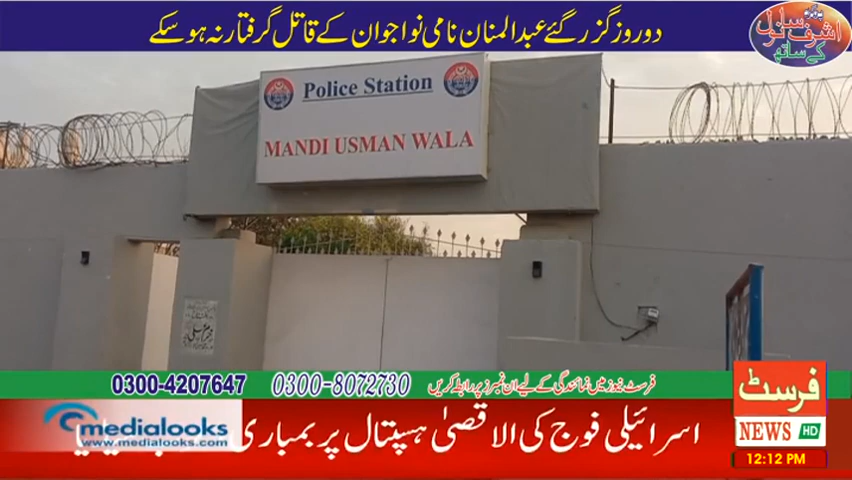 دو روز گزر گئے عبدالمنان نامی نوجوان کے قاتل گرفتار نہ ہو سکے
اشرف سانول
کے ساتھ
Police Station
MANDI USMAN WALA
0300-4207647 0300-8072730 فرسٹ نیوز میں نمائندگی کے لیے ان نمبرز پر رابطہ کریں
اسرائیلی فوج کی الاقصیٰ ہسپتال پر بمباری
medialooks
www.medialooks.com
فرسٹ
NEWS HD
12:12 PM